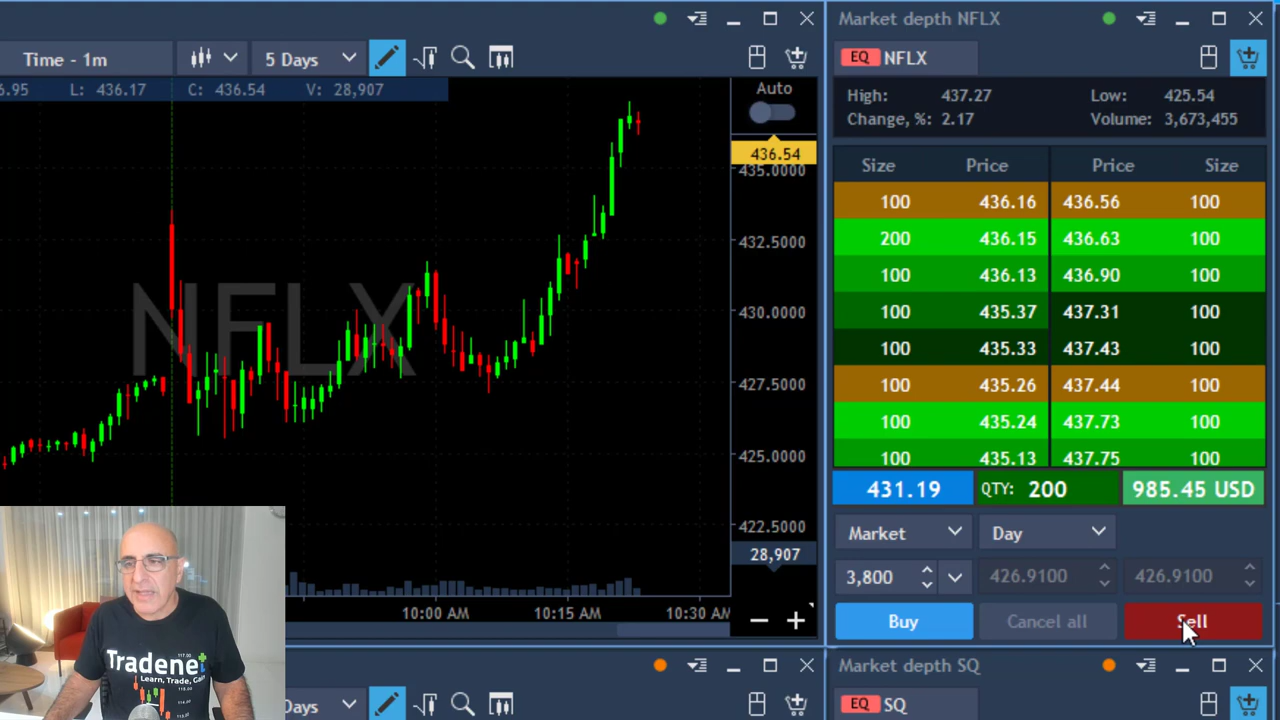 Time - 1m
5 Days
6.95 L: 436.17 C: 436.54 V: 28,907
Auto
436.54
435.0000
432.5000
430.0000
427.5000
425.0000
422.5000
28,907
NFLX
10:00 AM 10:15 AM 10:30 AM
Market depth NFLX
EQ NFLX
High: 437.27 Low: 425.54
Change, %: 2.17 Volume: 3,673,455
Size Price Price Size
100 436.16 436.56 100
200 436.15 436.63 100
100 436.13 436.90 100
100 435.37 437.31 100
100 435.33 437.43 100
100 435.26 437.44 100
100 435.24 437.73 100
100 435.13 437.75 100
431.19 QTY: 200 985.45 USD
Market Day
3,800 426.9100 426.9100
Buy Cancel all Sell
Market depth SQ
EQ SQ
Days
Tradenet
Learn, Trade, Gain